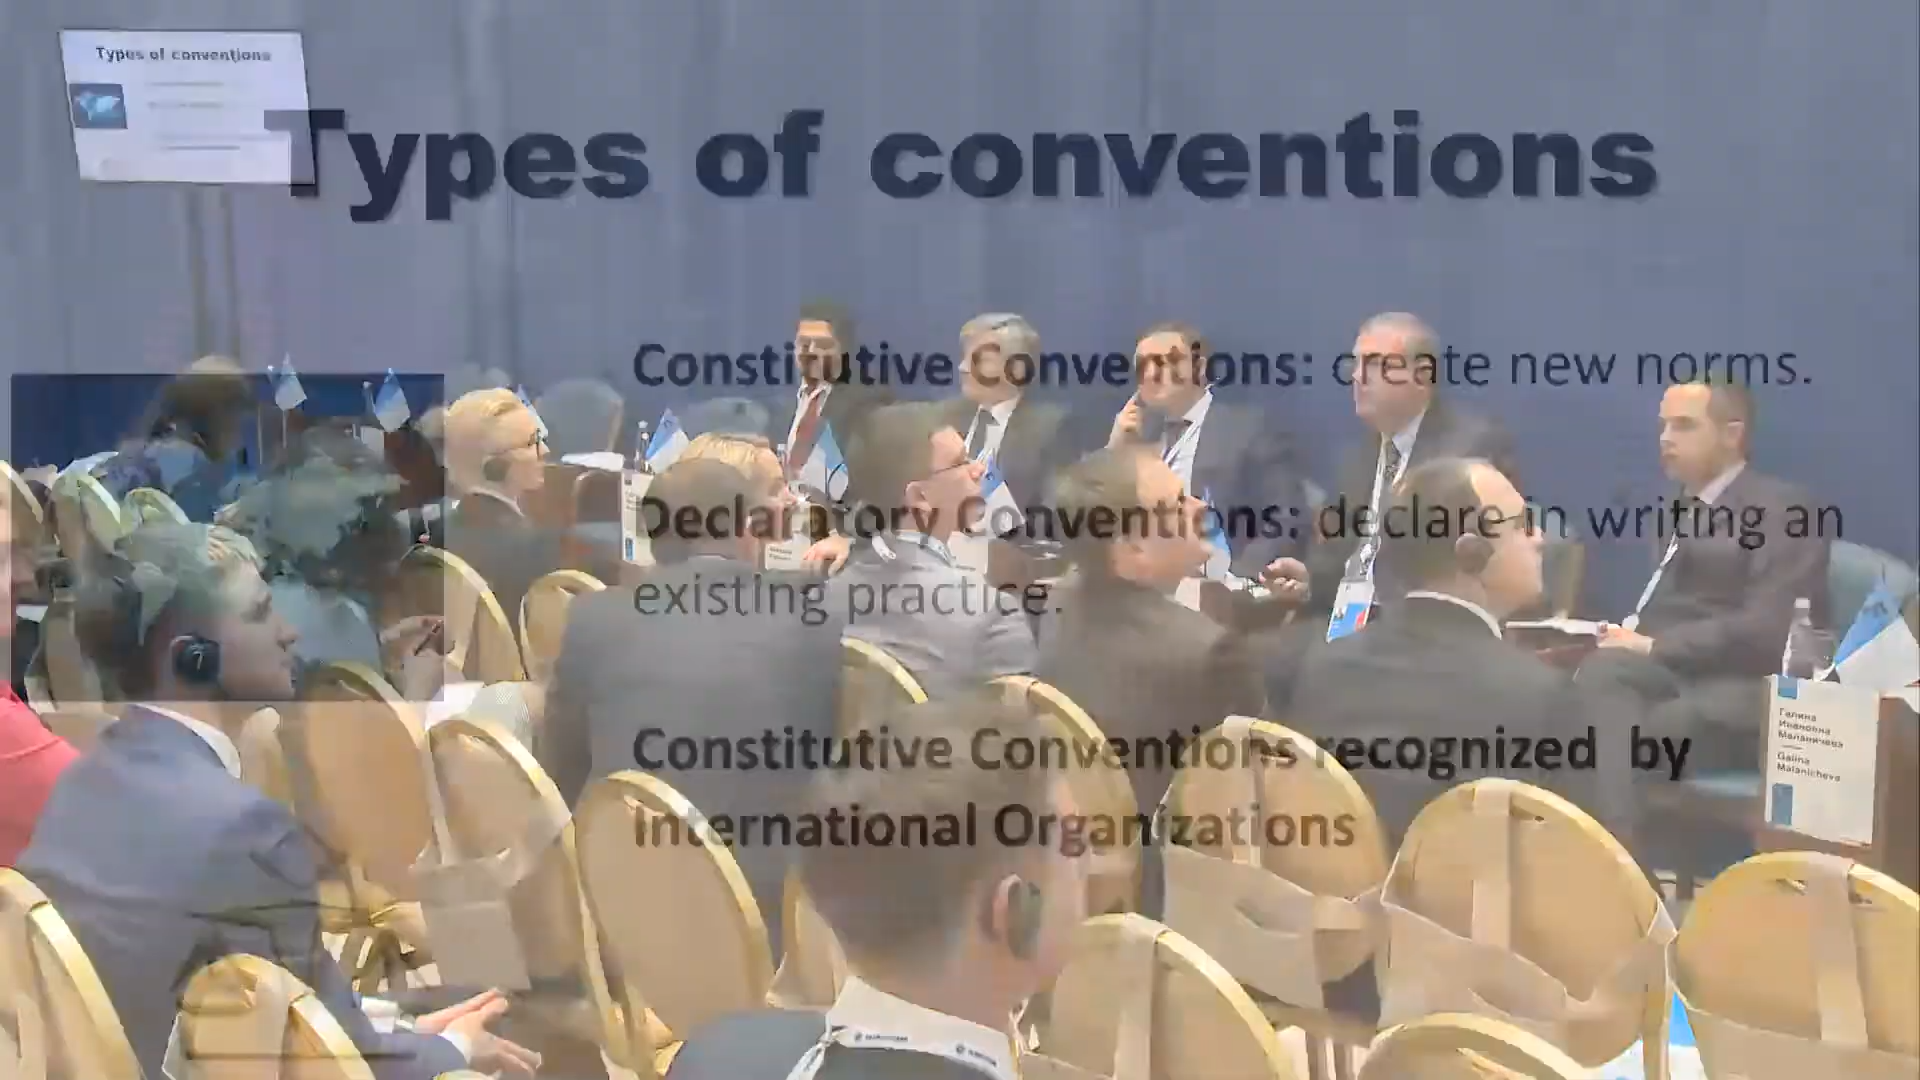 Types of conventions
Types of conventions
Constitutive Conventions: create new norms.
Declaratory Conventions: declare in writing an
existing practice.
Constitutive Conventions recognized by
International Organizations
Галина
Ивановна
Маланичева
Galina
Malanicheva